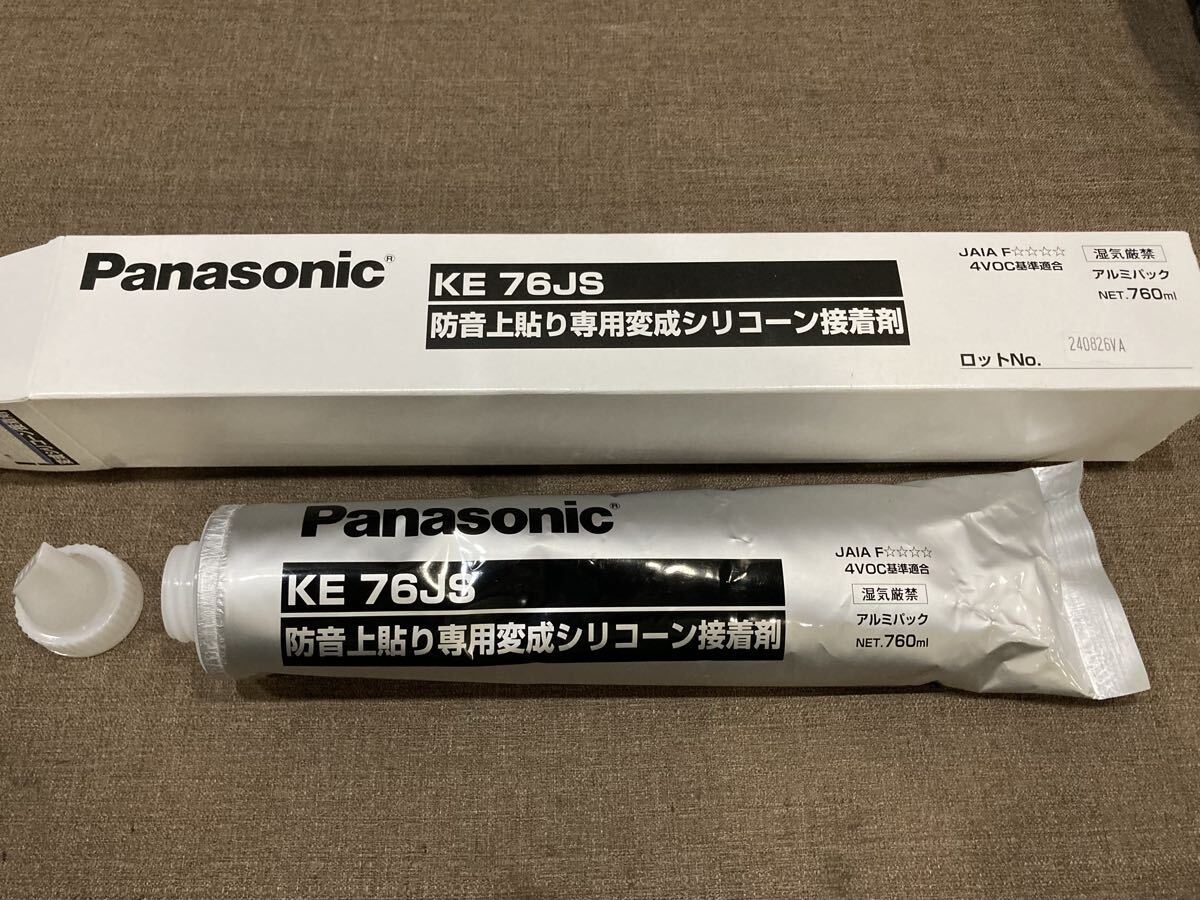 Panasonic®
KE 76JS
防音上貼り専用変成シリコーン接着剤
JAIA F☆☆☆☆
4VOC基準適合
湿気厳禁
アルミパック
NET.760ml
ロットNo.
240826VA
Panasonic®
KE 76JS
防音上貼り専用変成シリコーン接着剤
JAIA F☆☆☆☆
4VOC基準適合
湿気厳禁
アルミパック
NET.760ml